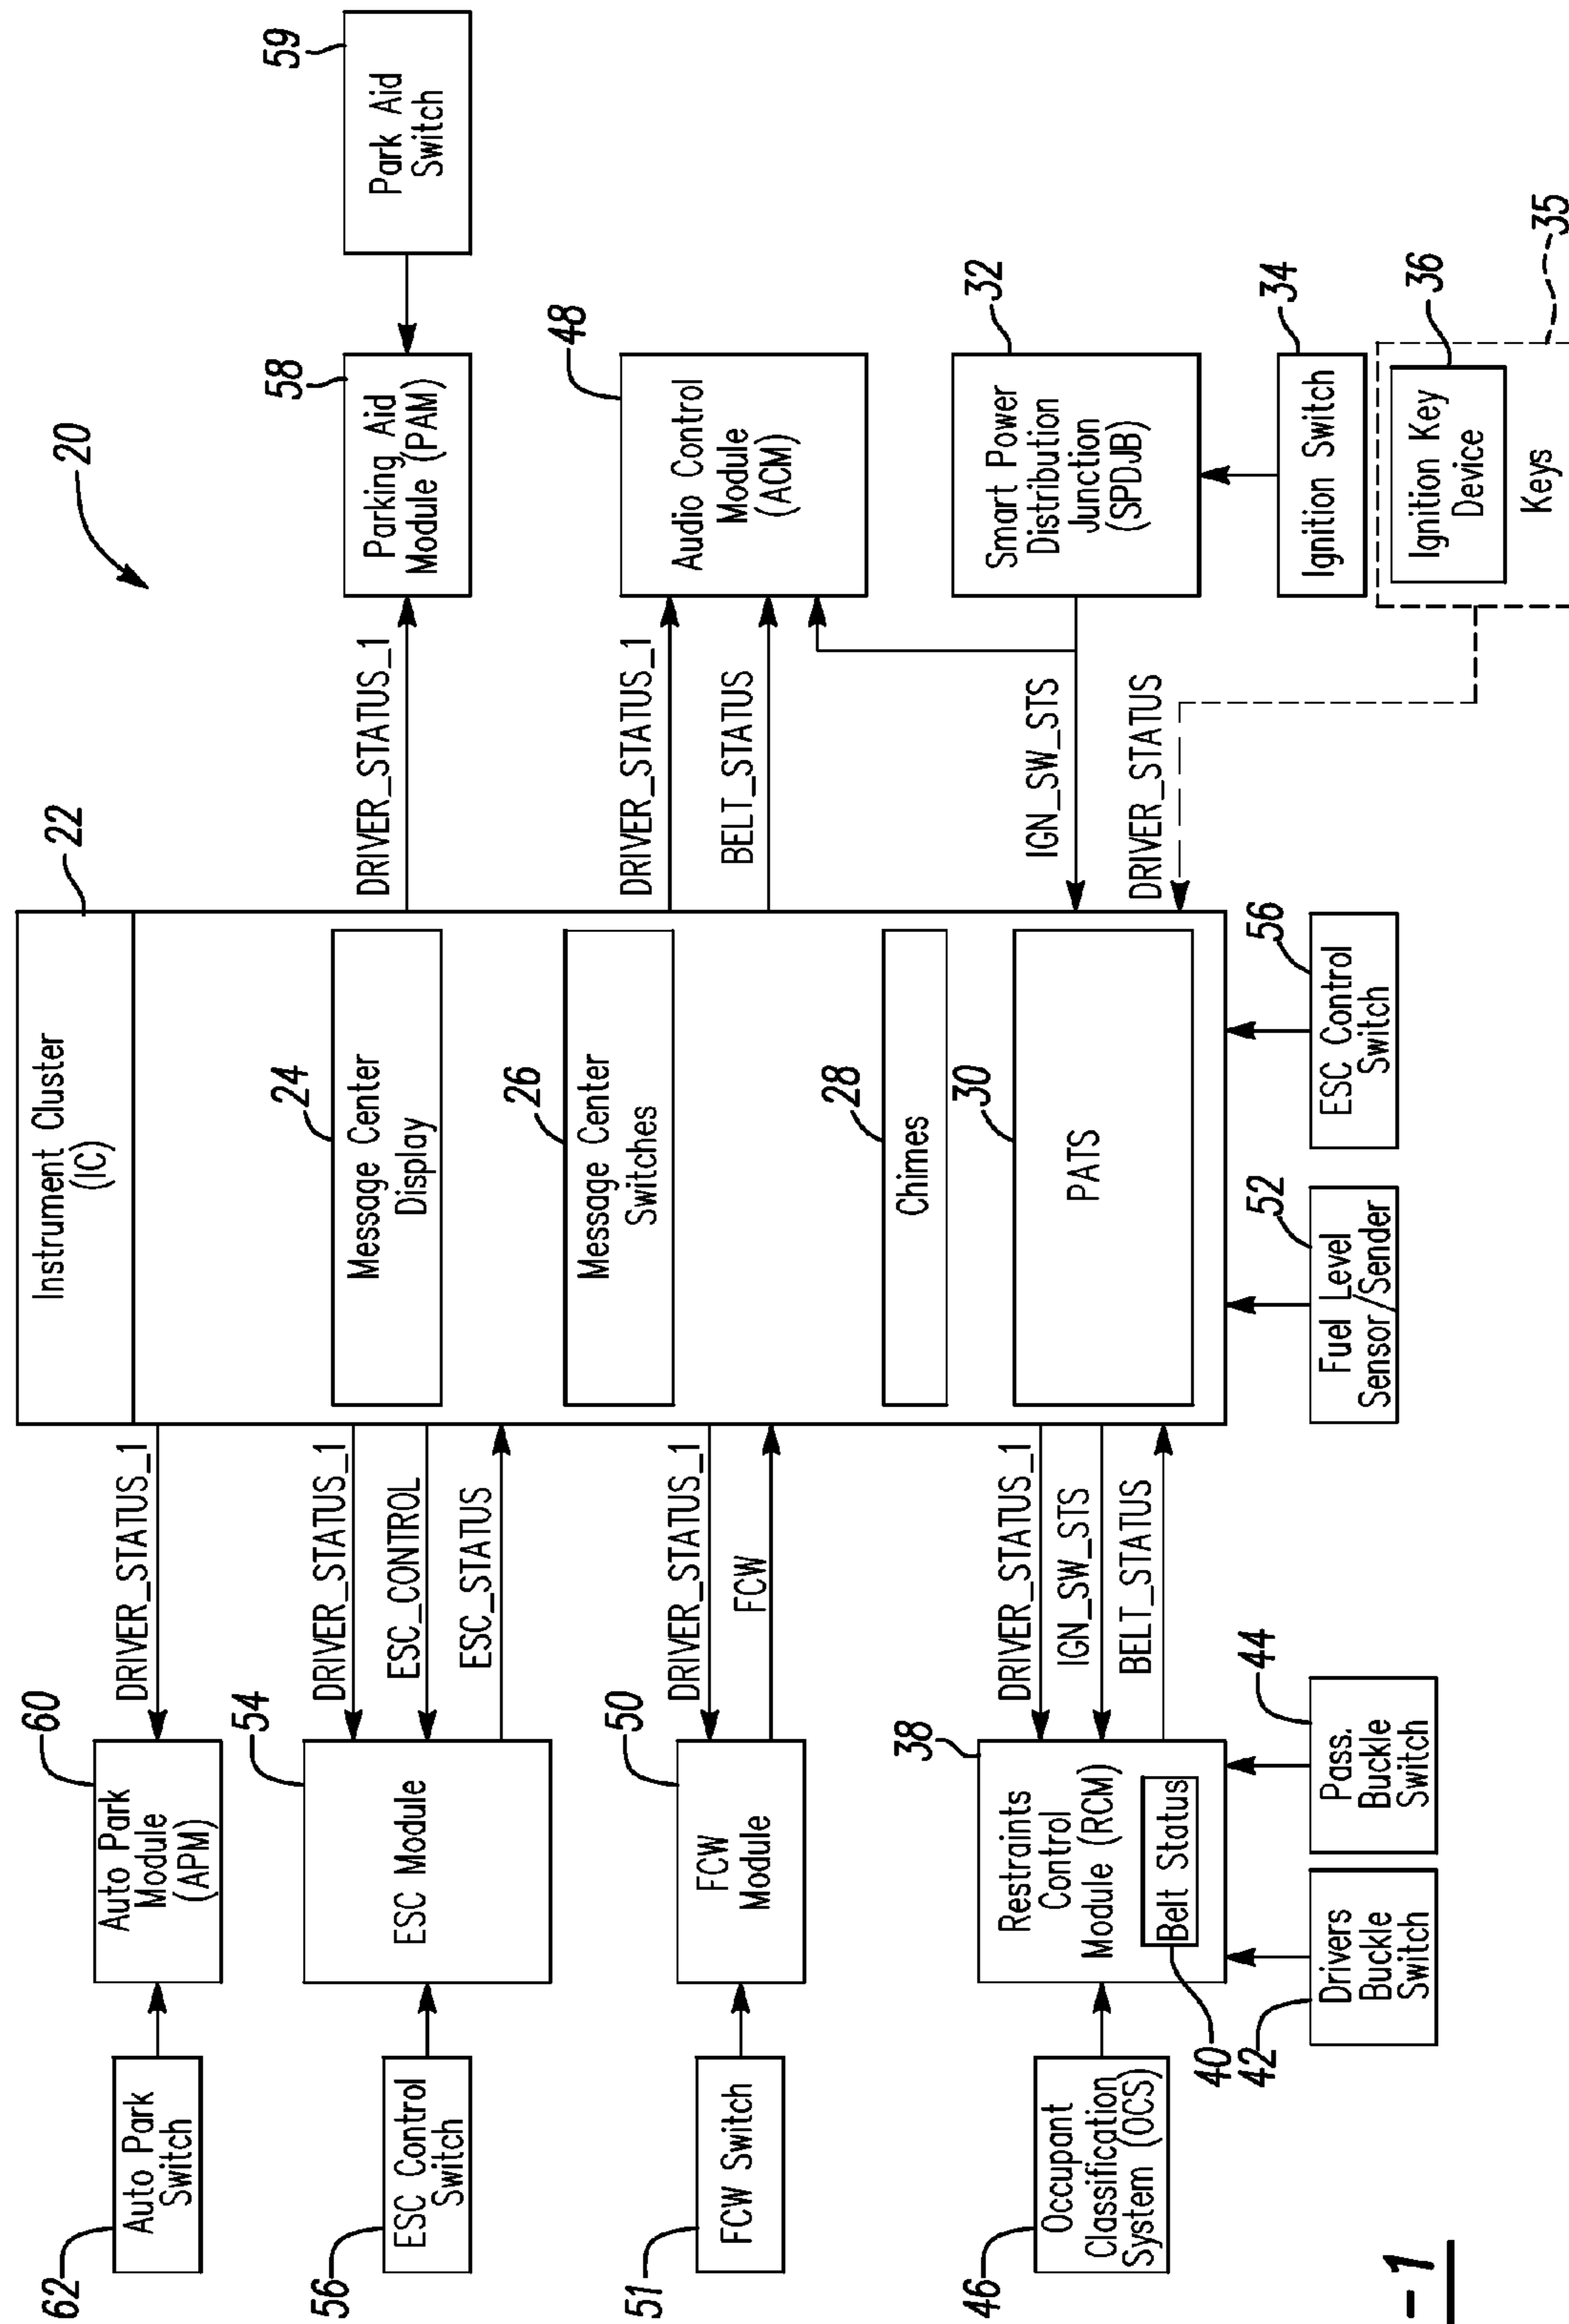 20
Instrument Cluster
(IC)
22
24
Message Center
Display
26
Message Center
Switches
28
Chimes
30
PATS
62
Auto Park
Switch
60
Auto Park
Module
(APM)
DRIVER_STATUS_1
56
ESC Control
Switch
54
ESC Module
DRIVER_STATUS_1
ESC_CONTROL
ESC_STATUS
51
FCW Switch
50
FCW
Module
DRIVER_STATUS_1
FCW
46
Occupant
Classification
System (OCS)
38
Restraints
Control
Module (RCM)
Belt Status
40
DRIVER_STATUS_1
IGN_SW_STS
BELT_STATUS
42
Drivers
Buckle
Switch
44
Pass.
Buckle
Switch
52
Fuel Level
Sensor/Sender
56
ESC Control
Switch
DRIVER_STATUS_1
58
Parking Aid
Module (PAM)
59
Park Aid
Switch
DRIVER_STATUS_1
BELT_STATUS
48
Audio Control
Module
(ACM)
IGN_SW_STS
DRIVER_STATUS
32
Smart Power
Distribution
Junction
(SPDJB)
34
Ignition Switch
36
Ignition Key
Device
Keys
35
-1